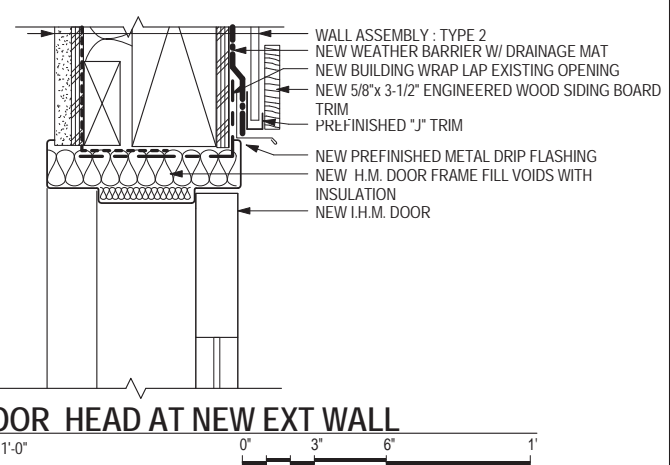 WALL ASSEMBLY : TYPE 2
NEW WEATHER BARRIER W/ DRAINAGE MAT
NEW BUILDING WRAP LAP EXISTING OPENING
NEW 5/8"x 3-1/2" ENGINEERED WOOD SIDING BOARD
TRIM
PREFINISHED "J" TRIM
NEW PREFINISHED METAL DRIP FLASHING
NEW H.M. DOOR FRAME FILL VOIDS WITH
INSULATION
NEW I.H.M. DOOR
OOR HEAD AT NEW EXT WALL
1'-0"
0" 3" 6" 1'